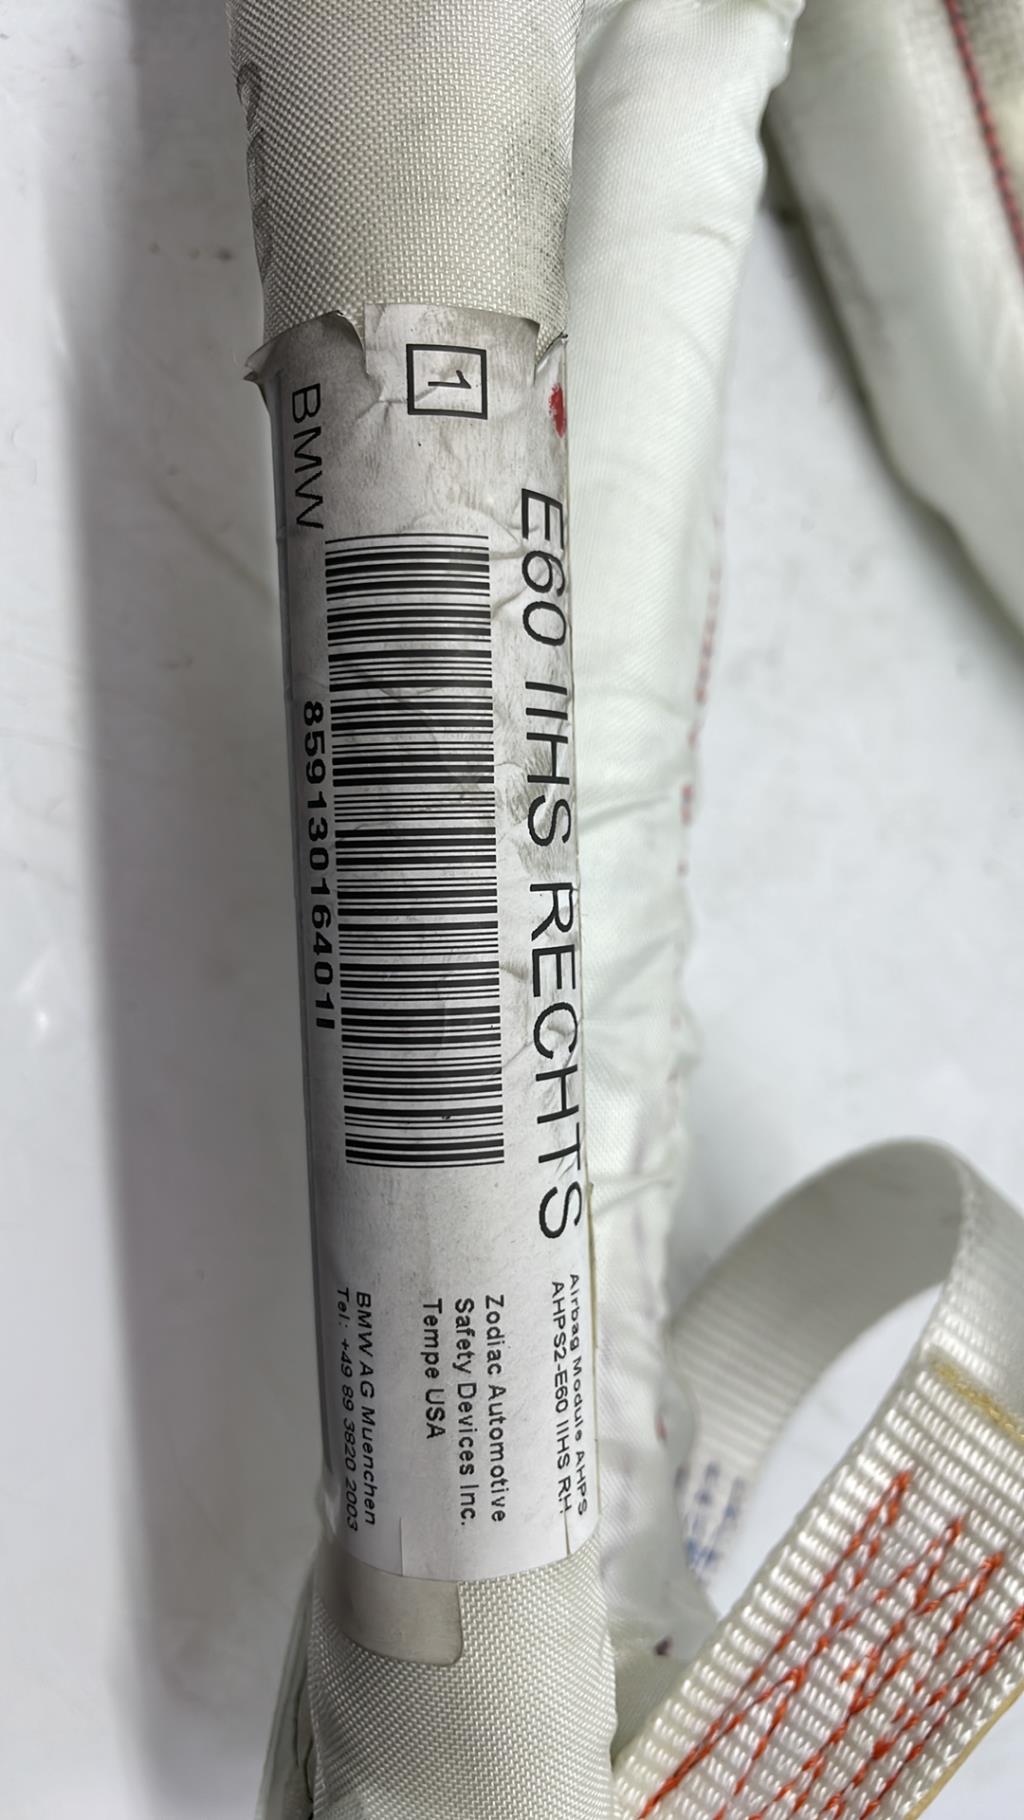 1
E60 IIHS RECHTS
BMW
85913016401I
Airbag Module AHPS
AHPS2-E60 IIHS RH
Zodiac Automotive
Safety Devices Inc.
Tempe USA
BMW AG Muenchen
Tel: +49 89 3820 2003